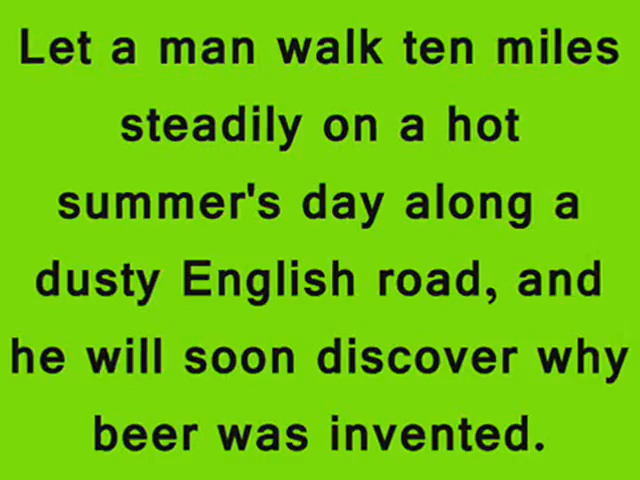 Let a man walk ten miles
steadily on a hot
summer's day along a
dusty English road, and
he will soon discover why
beer was invented.